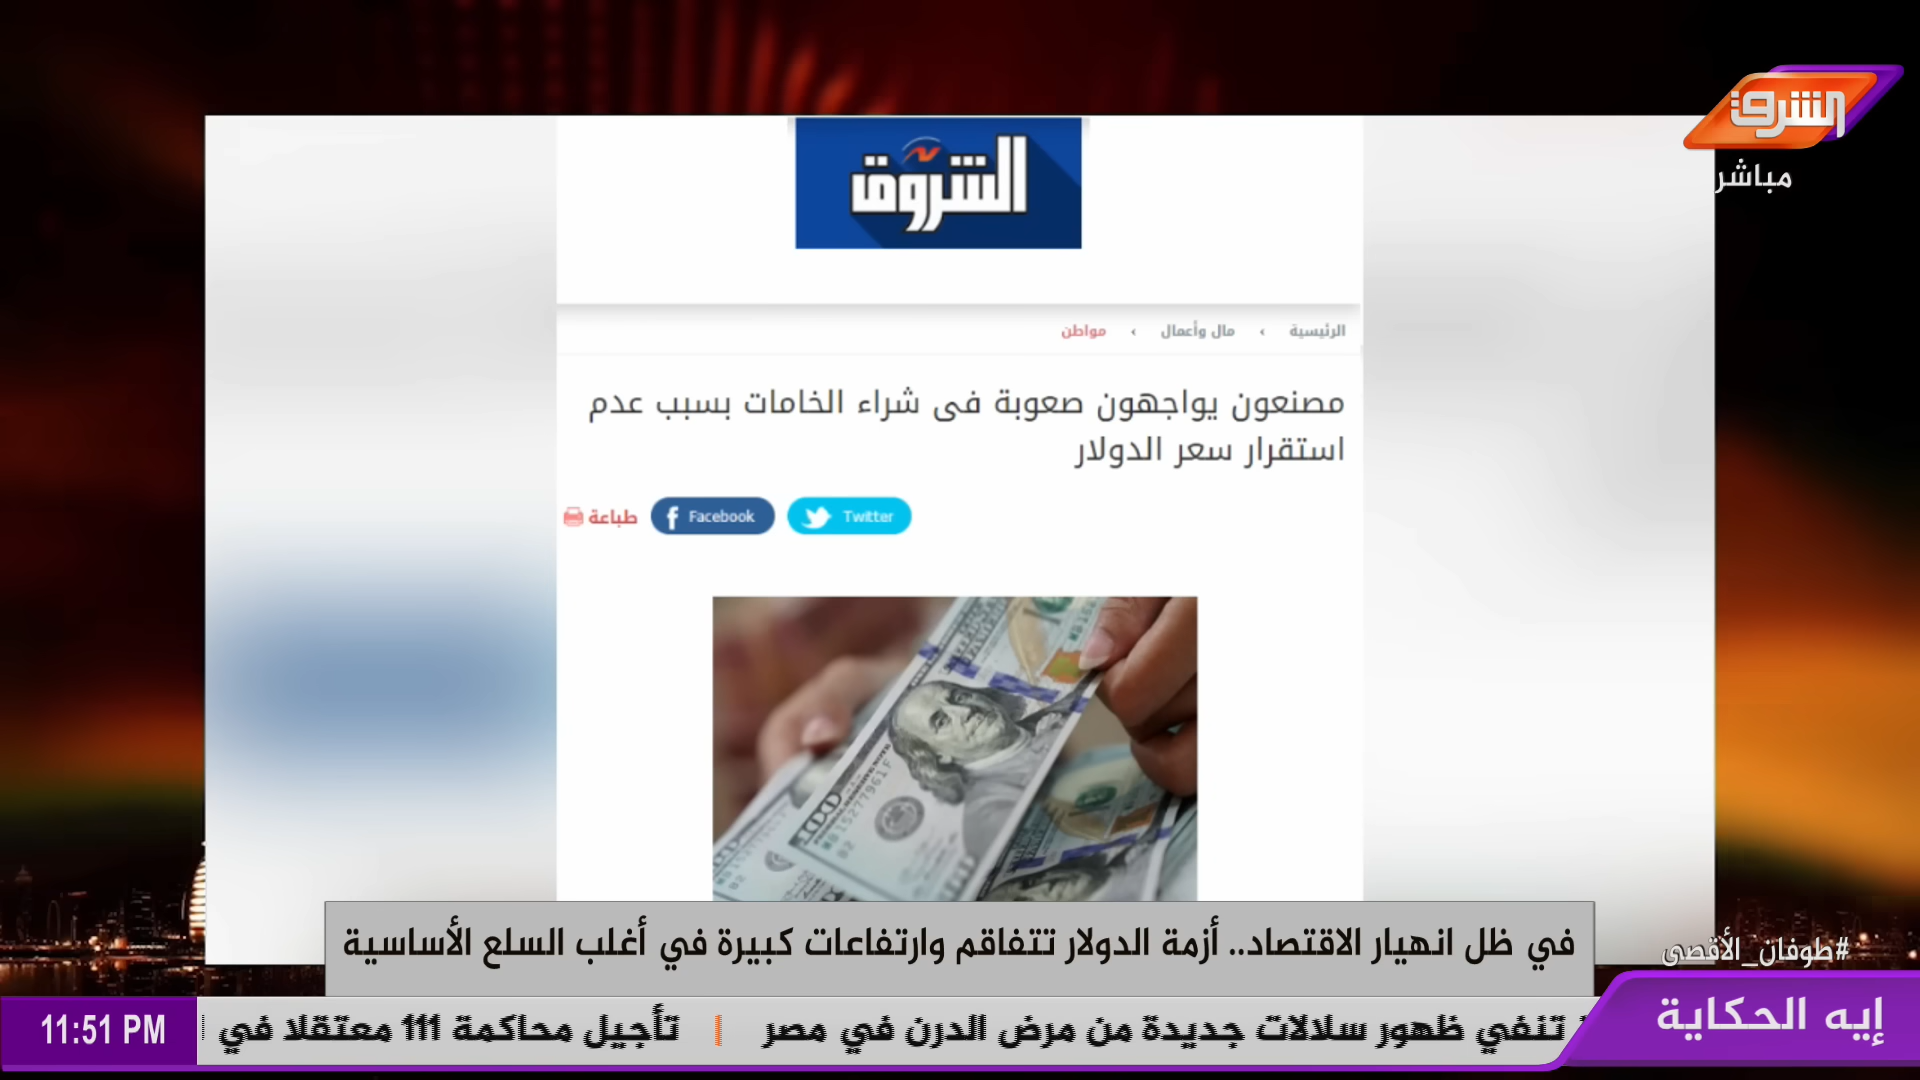 الشرق
مباشر
الشروق
الرئيسية › مال وأعمال › مواطن
مصنعون يواجهون صعوبة فى شراء الخامات بسبب عدم
استقرار سعر الدولار
Twitter
Facebook
طباعة
في ظل انهيار الاقتصاد.. أزمة الدولار تتفاقم وارتفاعات كبيرة في أغلب السلع الأساسية
#طوفان_الأقصى
إيه الحكاية
تنفي ظهور سلالات جديدة من مرض الدرن في مصر | تأجيل محاكمة 111 معتقلا في
11:51 PM